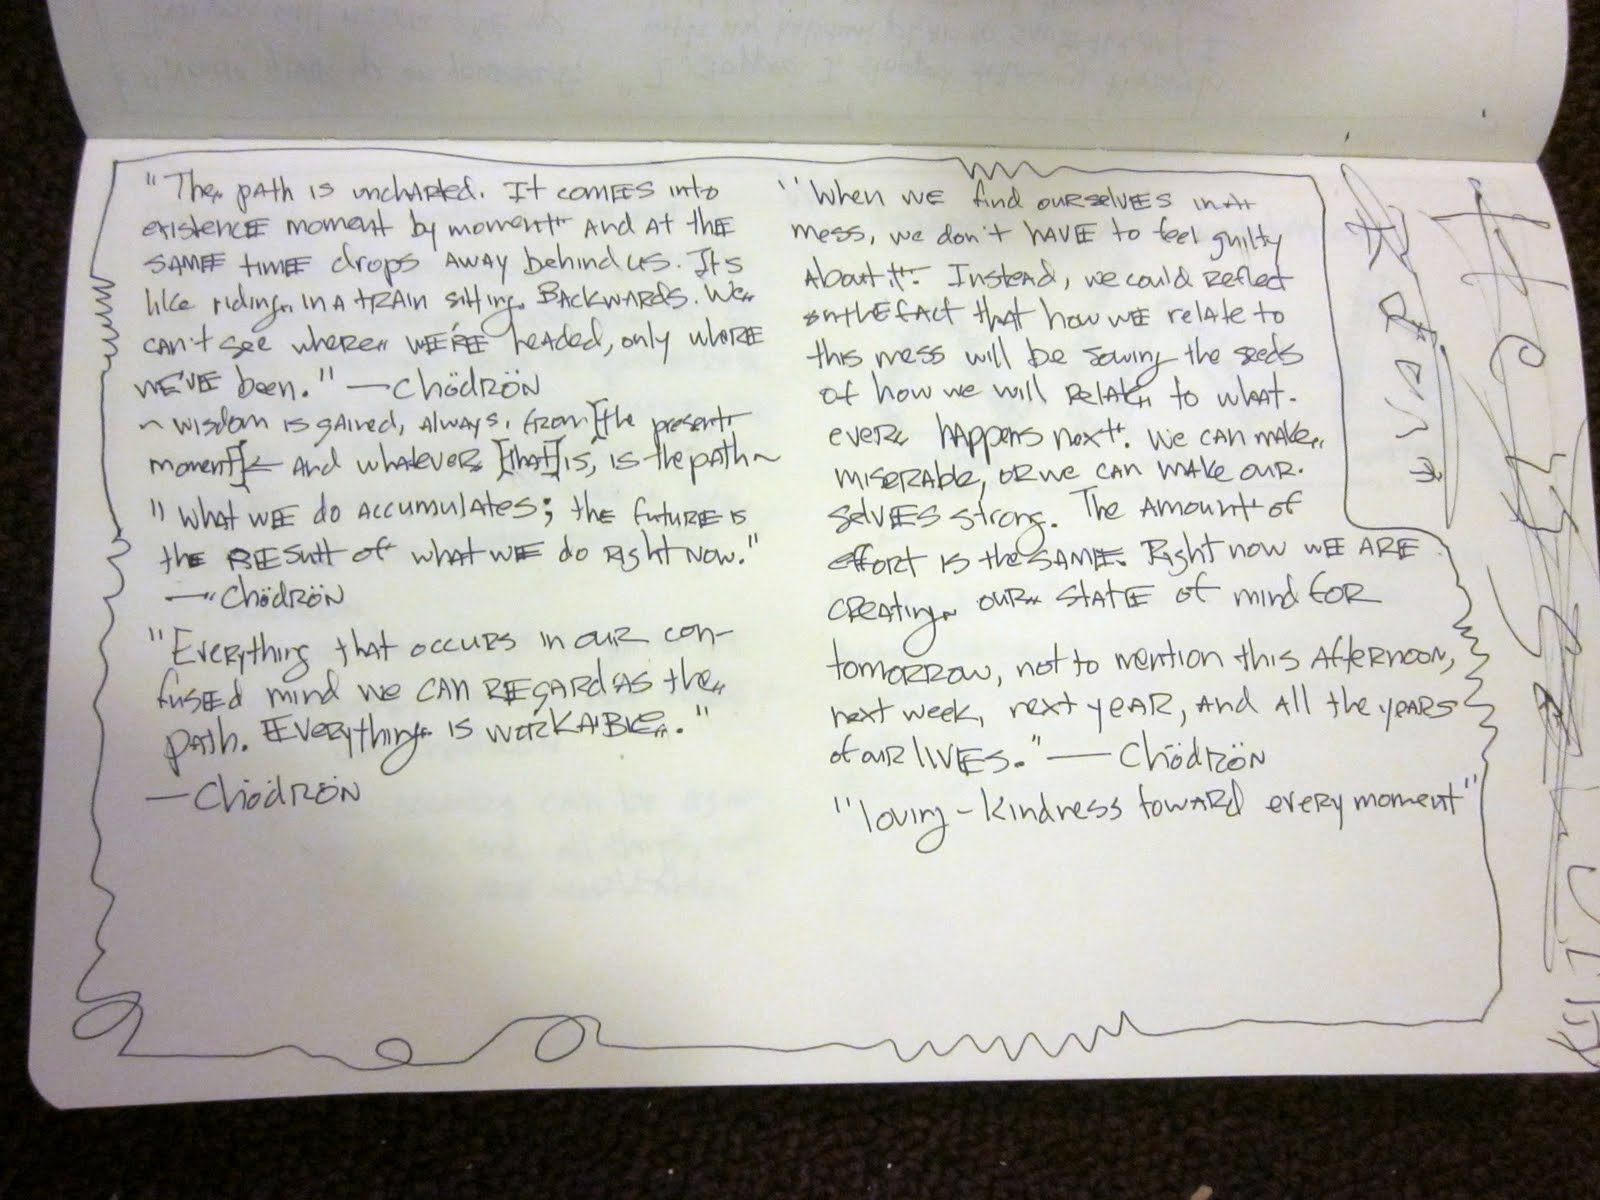 "The path is uncharted. It comes into
existence moment by moment and at the
same time drops away behind us. Its
like riding in a train sitting backwards. We
can't see where we're headed, only where
we've been." — Chödrön
~ wisdom is gained, always, from [the present
moment] ← and whatever [that] is, is the path ~
"What we do accumulates; the future is
the result of what we do right now."
— Chödrön
"Everything that occurs in our con-
fused mind we can regard as the
path. Everything is workable."
— Chödrön
"When we find ourselves in a
mess, we don't have to feel guilty
about it. Instead, we could reflect
on the fact that how we relate to
this mess will be sowing the seeds
of how we will relate to what-
ever happens next. We can make
miserable, or we can make our-
selves strong. The amount of
effort is the same. Right now we are
creating our state of mind for
tomorrow, not to mention this afternoon,
next week, next year, and all the years
of our lives." — Chödrön
"loving-kindness toward every moment"